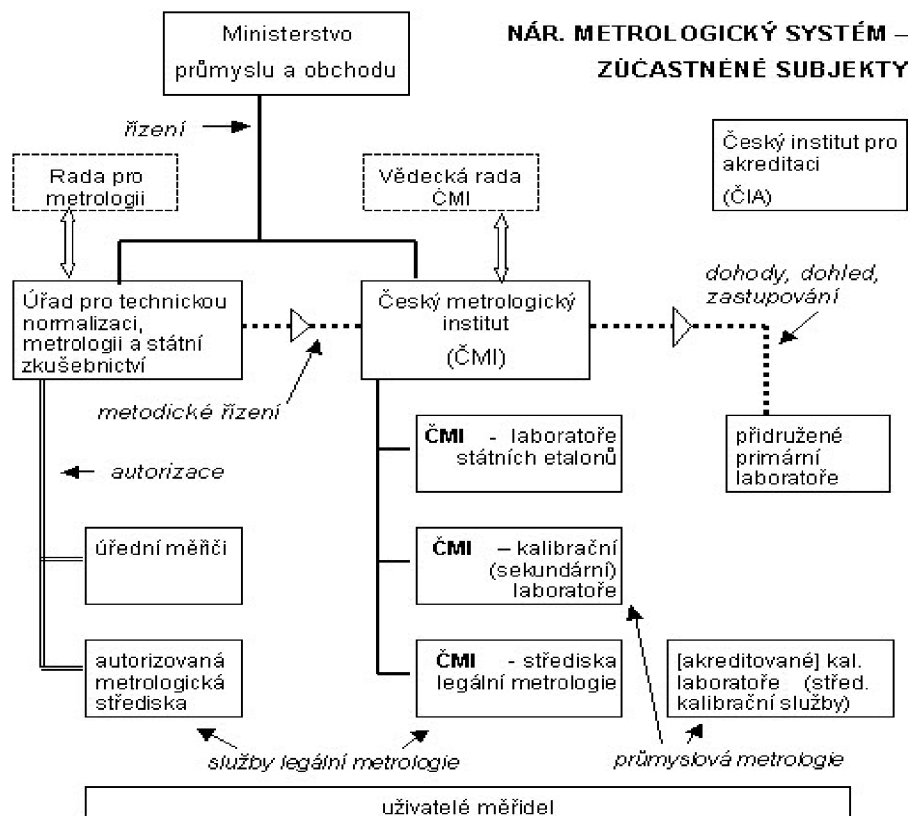 Ministerstvo
průmyslu a obchodu
NÁR. METROLOGICKÝ SYSTÉM –
ZÚČASTNĚNÉ SUBJEKTY
řízení
Rada pro
metrologii
Vědecká rada
ČMI
Český institut pro
akreditaci
(ČIA)
Úřad pro technickou
normalizaci,
metrologii a státní
zkušebnictví
Český metrologický
institut
(ČMI)
dohody, dohled,
zastupování
metodické řízení
autorizace
ČMI - laboratoře
státních etalonů
přidružené
primární
laboratoře
úřední měřiči
ČMI – kalibrační
(sekundární)
laboratoře
autorizovaná
metrologická
střediska
ČMI - střediska
legální metrologie
[akreditované] kal.
laboratoře (střed.
kalibrační služby)
služby legální metrologie
průmyslová metrologie
uživatelé měřidel